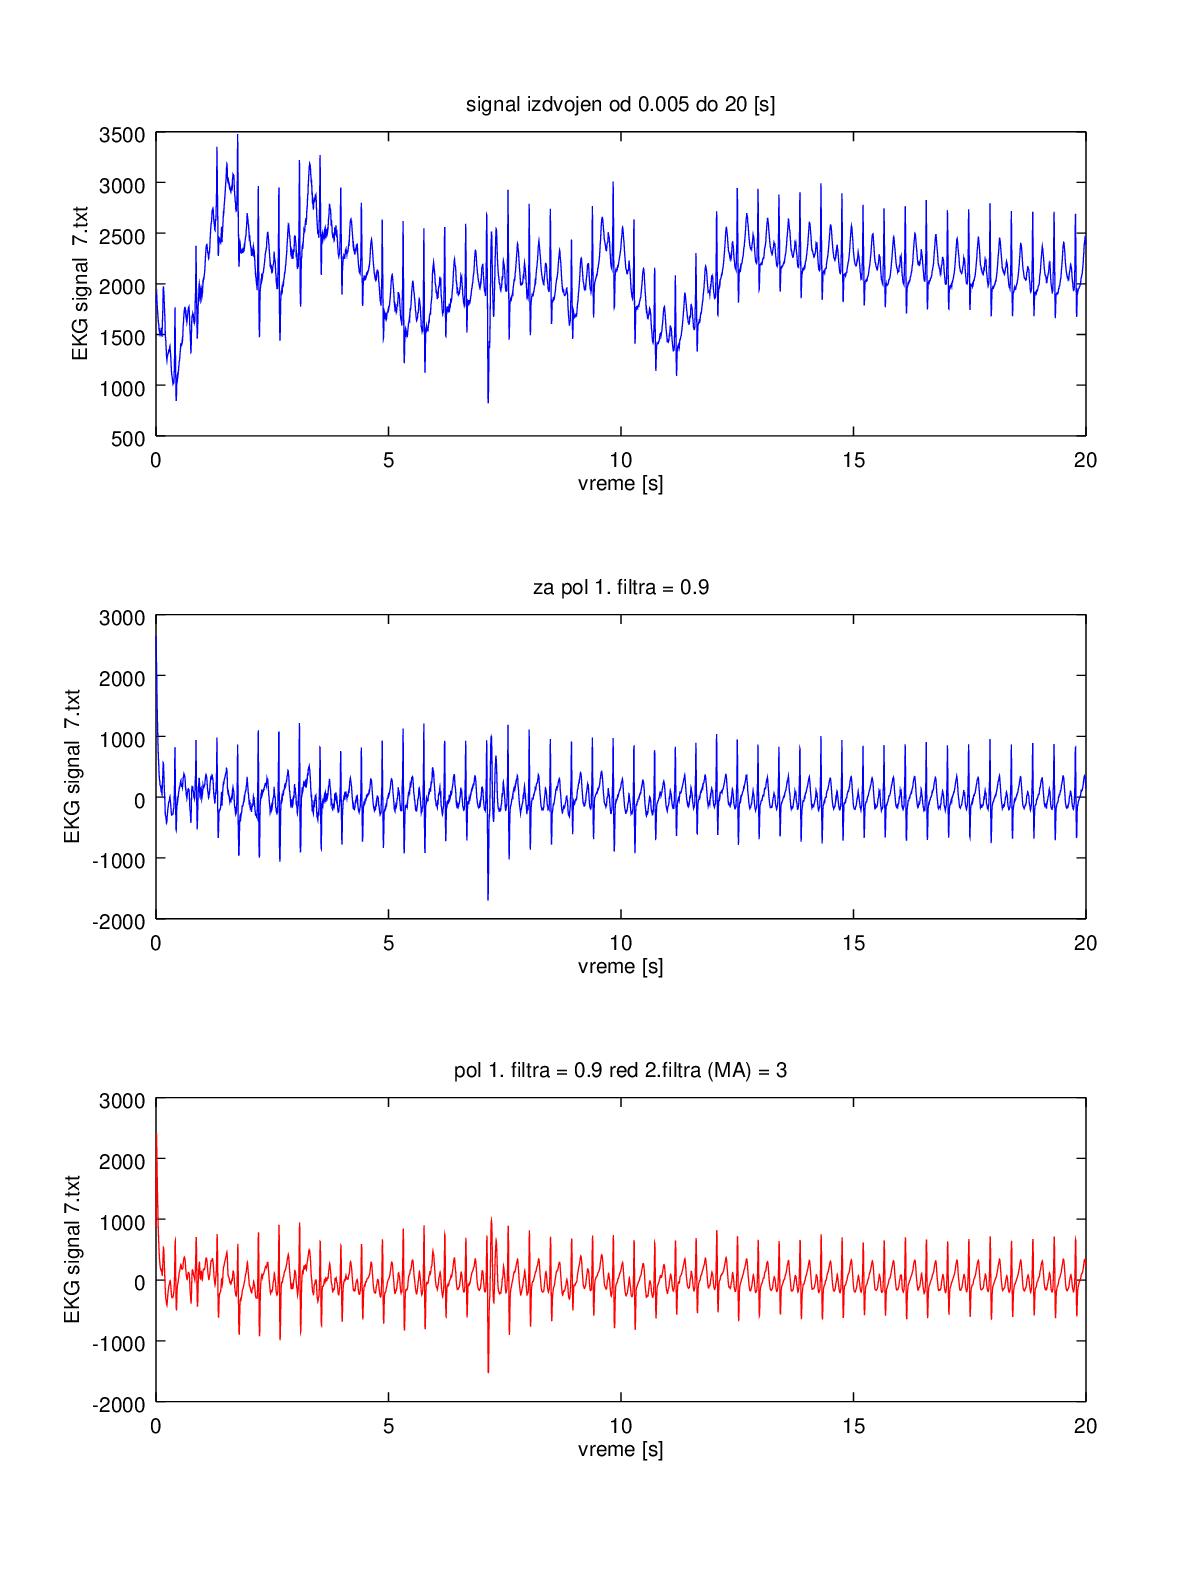 signal izdvojen od 0.005 do 20 [s]
3500
3000
2500
2000
1500
1000
500
EKG signal  7.txt
0 5 10 15 20
vreme [s]
za pol 1. filtra = 0.9
3000
2000
1000
0
-1000
-2000
EKG signal  7.txt
0 5 10 15 20
vreme [s]
pol 1. filtra = 0.9 red 2.filtra (MA) = 3
3000
2000
1000
0
-1000
-2000
EKG signal 7.txt
0 5 10 15 20
vreme [s]